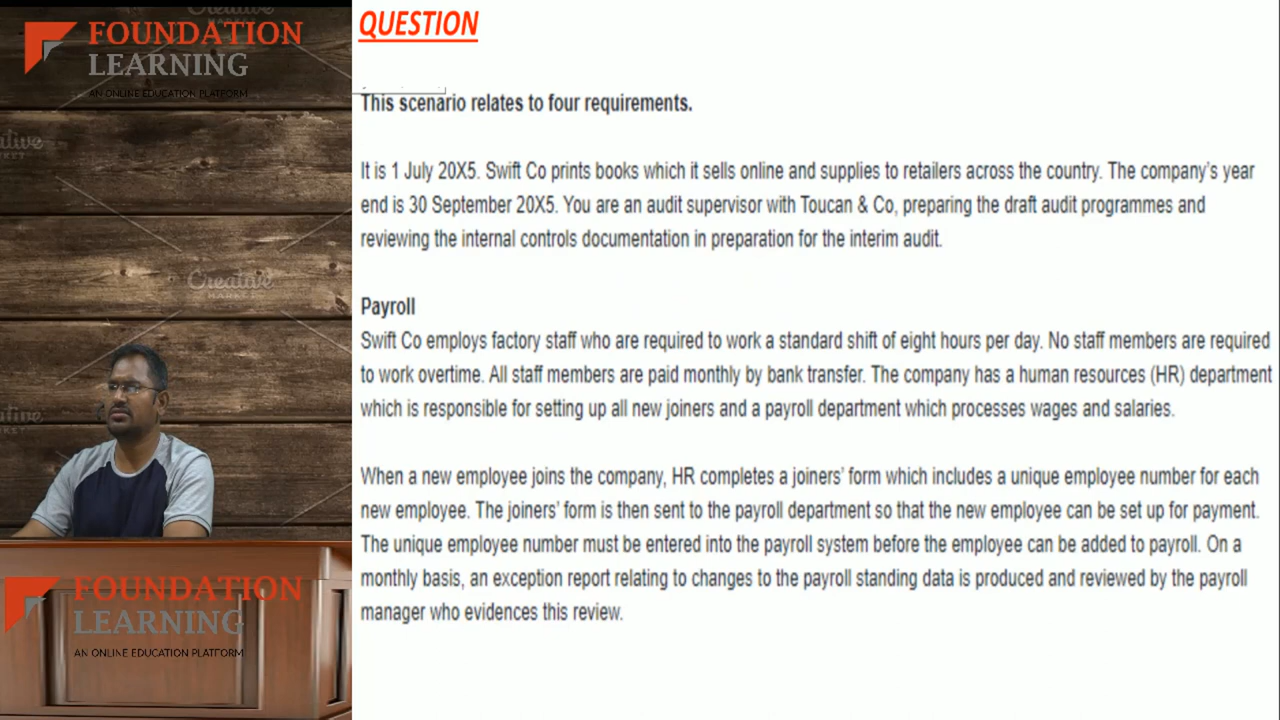 FOUNDATION
LEARNING
AN ONLINE EDUCATION PLATFORM
Creative
MARKET
QUESTION
This scenario relates to four requirements.
It is 1 July 20X5. Swift Co prints books which it sells online and supplies to retailers across the country. The company's year
end is 30 September 20X5. You are an audit supervisor with Toucan & Co, preparing the draft audit programmes and
reviewing the internal controls documentation in preparation for the interim audit.
Payroll
Swift Co employs factory staff who are required to work a standard shift of eight hours per day. No staff members are required
to work overtime. All staff members are paid monthly by bank transfer. The company has a human resources (HR) department
which is responsible for setting up all new joiners and a payroll department which processes wages and salaries.
When a new employee joins the company, HR completes a joiners' form which includes a unique employee number for each
new employee. The joiners' form is then sent to the payroll department so that the new employee can be set up for payment.
The unique employee number must be entered into the payroll system before the employee can be added to payroll. On a
monthly basis, an exception report relating to changes to the payroll standing data is produced and reviewed by the payroll
manager who evidences this review.
FOUNDATION
LEARNING
AN ONLINE EDUCATION PLATFORM